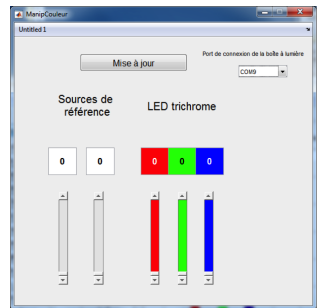 ManipCouleur
Untitled 1
Port de connexion de la boîte à lumière
Mise à jour
COM9
Sources de
référence
LED trichrome
0 0 0 0 0